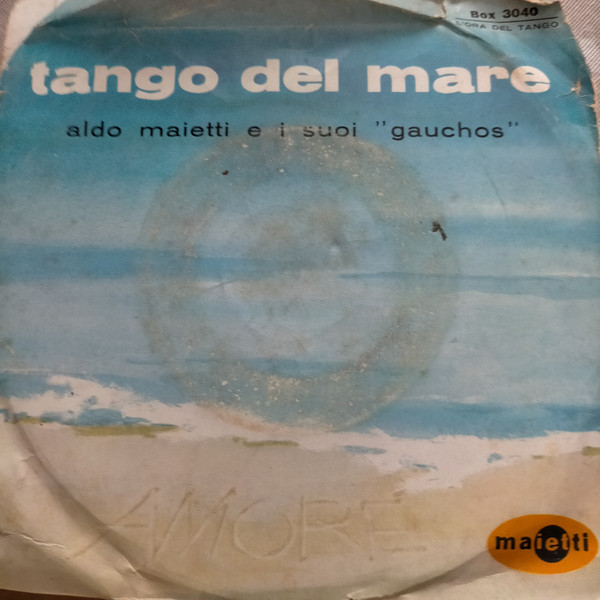 Box 3040
L'ORA DEL TANGO
tango del mare
aldo maietti e i suoi "gauchos"
AMORE
maietti